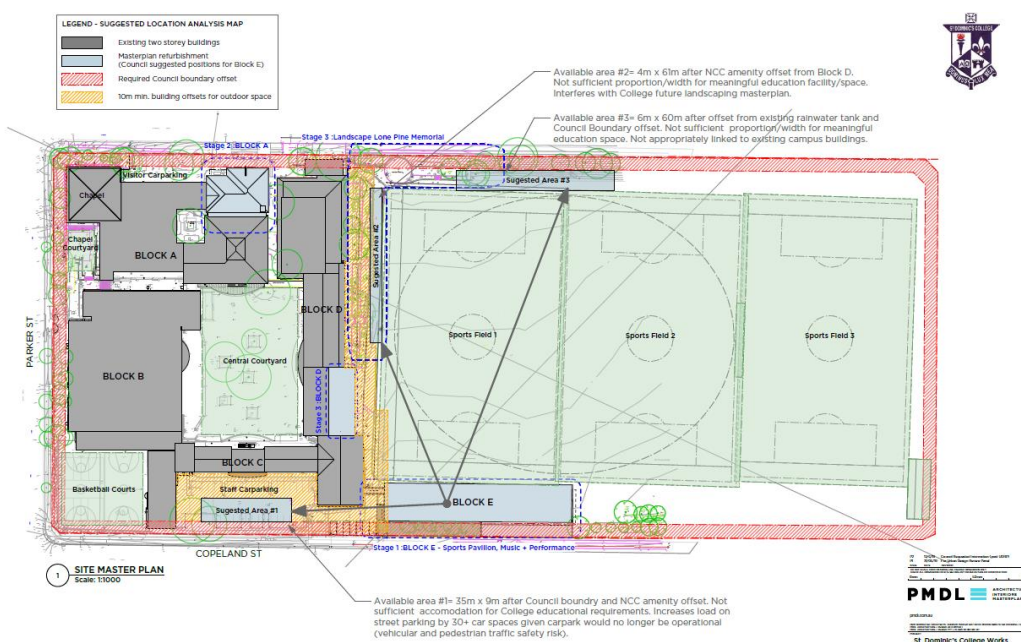 LEGEND - SUGGESTED LOCATION ANALYSIS MAP
Existing two storey buildings
Masterplan refurbishment
(Council suggested positions for Block E)
Required Council boundary offset
10m min. building offsets for outdoor space
ST DOMINIC'S COLLEGE
Available area #2= 4m x 61m after NCC amenity offset from Block D.
Not sufficient proportion/width for meaningful education facility/space.
Interferes with College future landscaping masterplan.
Available area #3= 6m x 60m after offset from existing rainwater tank and
Council Boundary offset. Not sufficient proportion/width for meaningful
education space. Not appropriately linked to existing campus buildings.
Stage 3 :Landscape Lone Pine Memorial
Stage 2 :BLOCK A
Visitor Carparking
Chapel
Sugested Area #3
Sugested Area #2
Chapel
Courtyard
BLOCK A
BLOCK D
PARKER ST
Sports Field 1
Sports Field 2
Sports Field 3
Central Courtyard
BLOCK B
Stage 3 :BLOCK D
BLOCK C
Basketball Courts
Staff Carparking
Sugested Area #1
BLOCK E
COPELAND ST
Stage 1 :BLOCK E - Sports Pavilion, Music + Performance
1
SITE MASTER PLAN
Scale: 1:1000
Available area #1= 35m x 9m after Council boundry and NCC amenity offset. Not
sufficient accomodation for College educational requirements. Increases load on
street parking by 30+ car spaces given carpark would no longer be operational
(vehicular and pedestrian traffic safety risk).
PMDL
ARCHITECTURE
INTERIORS
MASTERPLAN
St. Dominic's College Works